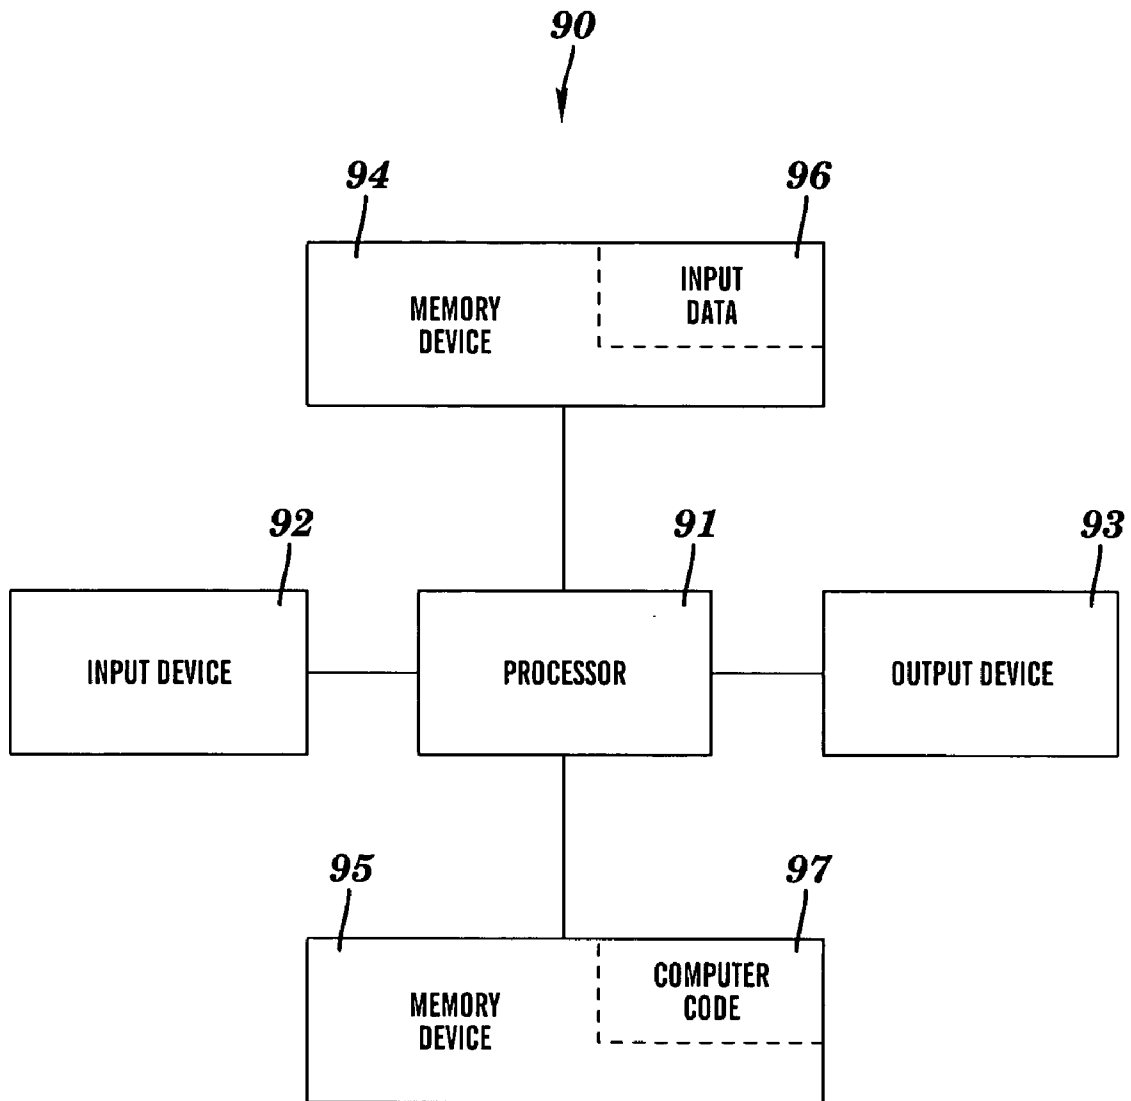 90
94
96
MEMORY
DEVICE
INPUT
DATA
92
91
93
INPUT DEVICE
PROCESSOR
OUTPUT DEVICE
95
97
MEMORY
DEVICE
COMPUTER
CODE